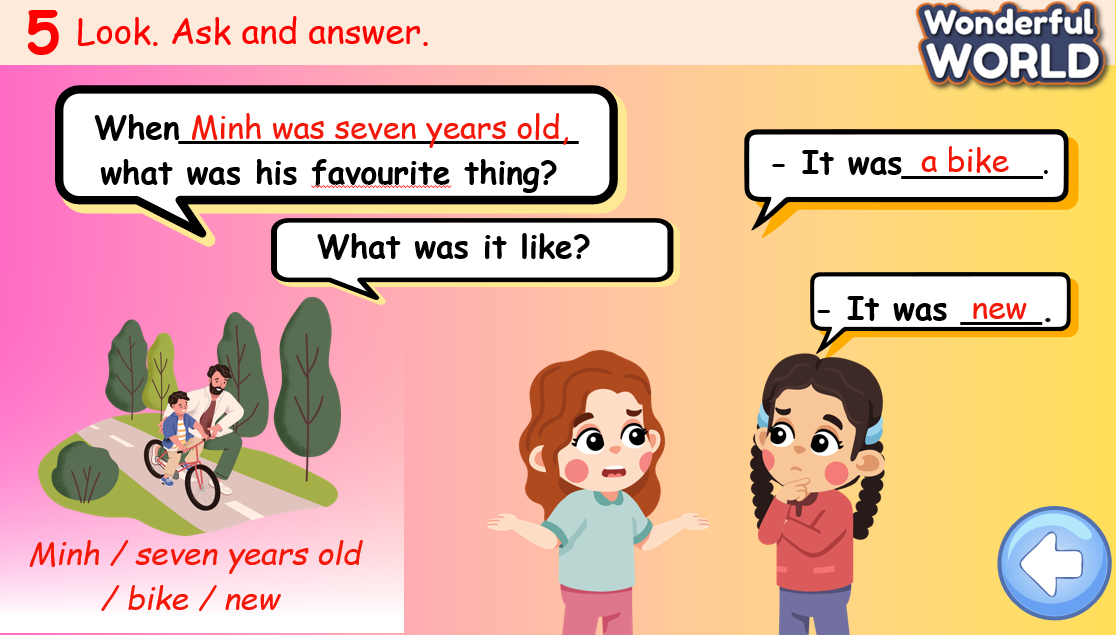 5 Look. Ask and answer.
Wonderful
WORLD
When Minh was seven years old,
what was his favourite thing?
- It was a bike.
What was it like?
- It was new.
Minh / seven years old
/ bike / new